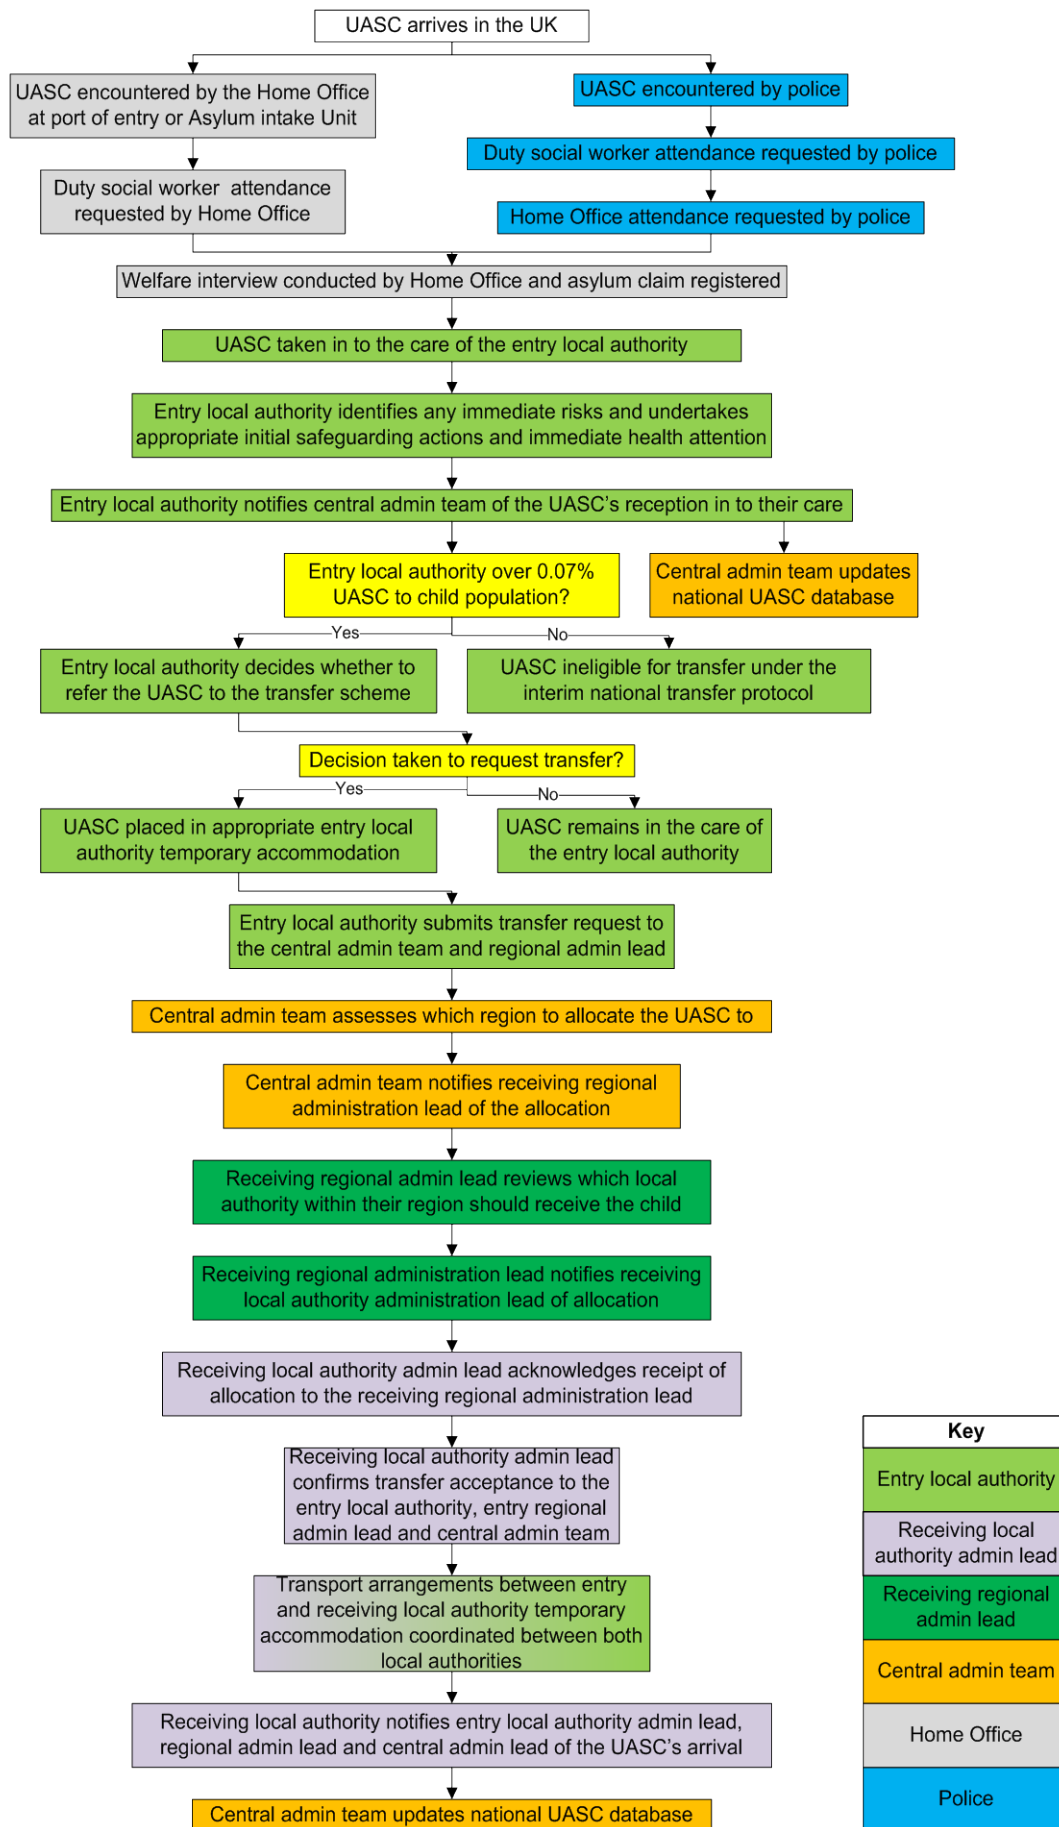 UASC arrives in the UK
UASC encountered by the Home Office
at port of entry or Asylum intake Unit
UASC encountered by police
Duty social worker attendance requested by police
Duty social worker attendance
requested by Home Office
Home Office attendance requested by police
Welfare interview conducted by Home Office and asylum claim registered
UASC taken in to the care of the entry local authority
Entry local authority identifies any immediate risks and undertakes
appropriate initial safeguarding actions and immediate health attention
Entry local authority notifies central admin team of the UASC's reception in to their care
Entry local authority over 0.07%
UASC to child population?
Central admin team updates
national UASC database
Yes
No
Entry local authority decides whether to
refer the UASC to the transfer scheme
UASC ineligible for transfer under the
interim national transfer protocol
Decision taken to request transfer?
Yes
No
UASC placed in appropriate entry local
authority temporary accommodation
UASC remains in the care of
the entry local authority
Entry local authority submits transfer request to
the central admin team and regional admin lead
Central admin team assesses which region to allocate the UASC to
Central admin team notifies receiving regional
administration lead of the allocation
Receiving regional admin lead reviews which local
authority within their region should receive the child
Receiving regional administration lead notifies receiving
local authority administration lead of allocation
Receiving local authority admin lead acknowledges receipt of
allocation to the receiving regional administration lead
Receiving local authority admin lead
confirms transfer acceptance to the
entry local authority, entry regional
admin lead and central admin team
Transport arrangements between entry
and receiving local authority temporary
accommodation coordinated between both
local authorities
Receiving local authority notifies entry local authority admin lead,
regional admin lead and central admin lead of the UASC's arrival
Central admin team updates national UASC database
Key
Entry local authority
Receiving local
authority admin lead
Receiving regional
admin lead
Central admin team
Home Office
Police